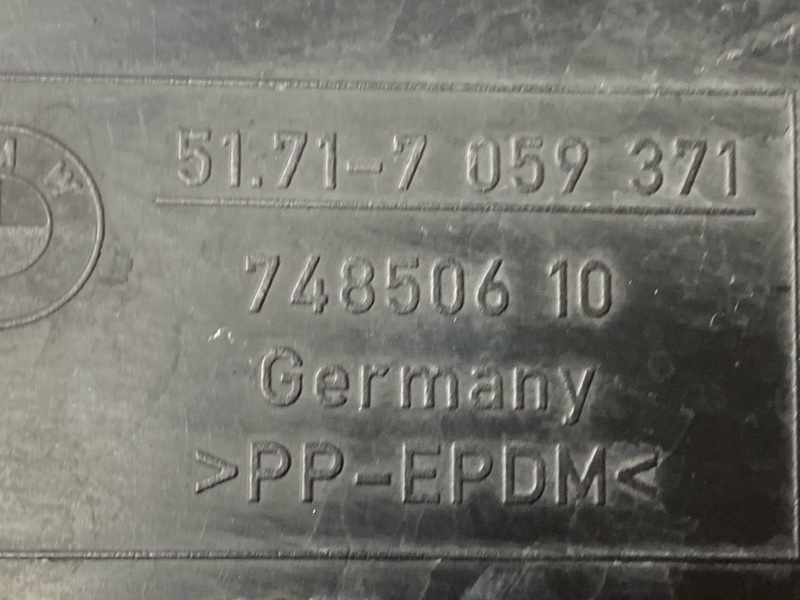 M W
51.71-7 059 371
748506 10
Germany
>PP-EPDM<